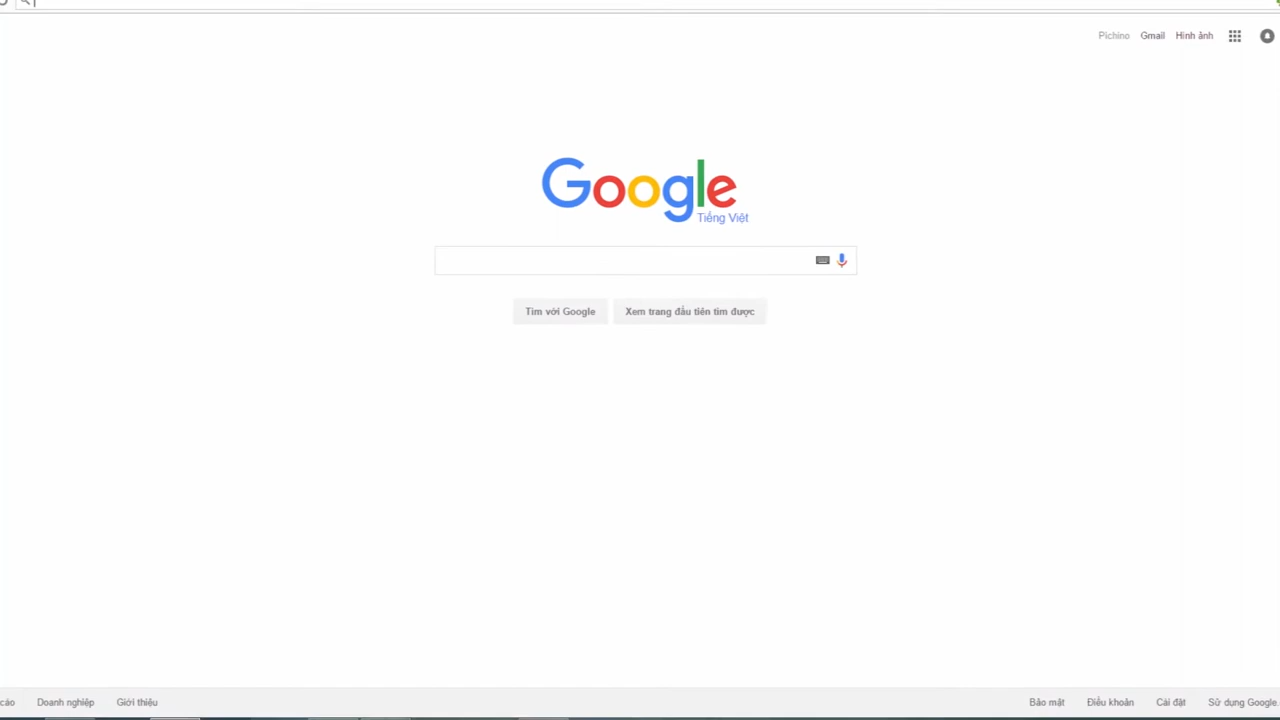 Pichino Gmail Hình ảnh
Google
Tiếng Việt
Tìm với Google Xem trang đầu tiên tìm được
cáo Doanh nghiệp Giới thiệu Bảo mật Điều khoản Cài đặt Sử dụng Google.